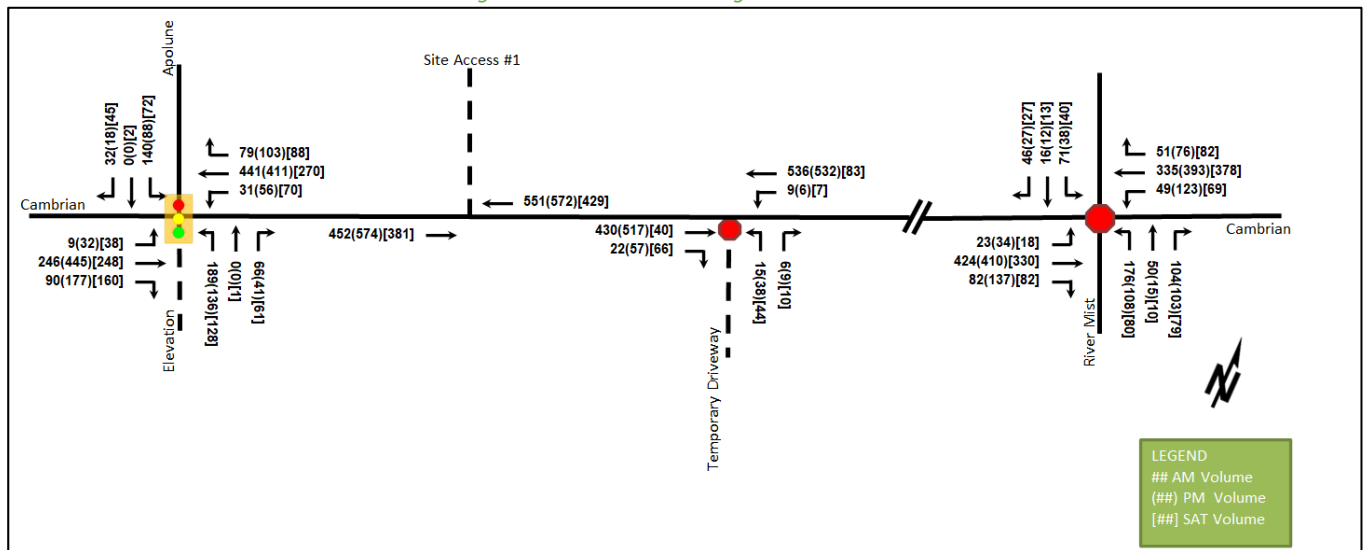 Apolune
Site Access #1
32(18)[45]
0(0)[2]
140(88)[72]
79(103)[88]
441(411)[270]
31(56)[70]
Cambrian
551(572)[429]
452(574)[381]
9(32)[38]
246(445)[248]
90(177)[160]
189(136)[128]
0(0)[1]
66(41)[61]
Elevation
536(532)[83]
9(6)[7]
430(517)[40]
22(57)[66]
15(38)[44]
6(9)[10]
Temporary Driveway
46(27)[27]
16(12)[13]
71(38)[40]
51(76)[82]
335(393)[378]
49(123)[69]
Cambrian
23(34)[18]
424(410)[330]
82(137)[82]
176(108)[80]
50(15)[10]
104(103)[79]
River Mist
N
LEGEND
## AM Volume
(##) PM Volume
[##] SAT Volume